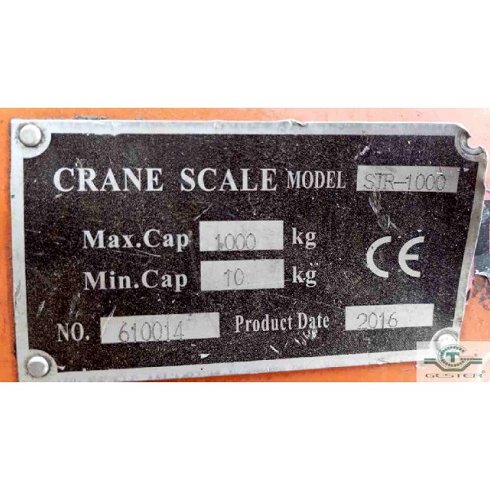 CRANE SCALE MODEL STR-1000
Max.Cap 1000 kg
Min.Cap 10 kg
CE
NO. 610014 Product Date 2016
GESTER